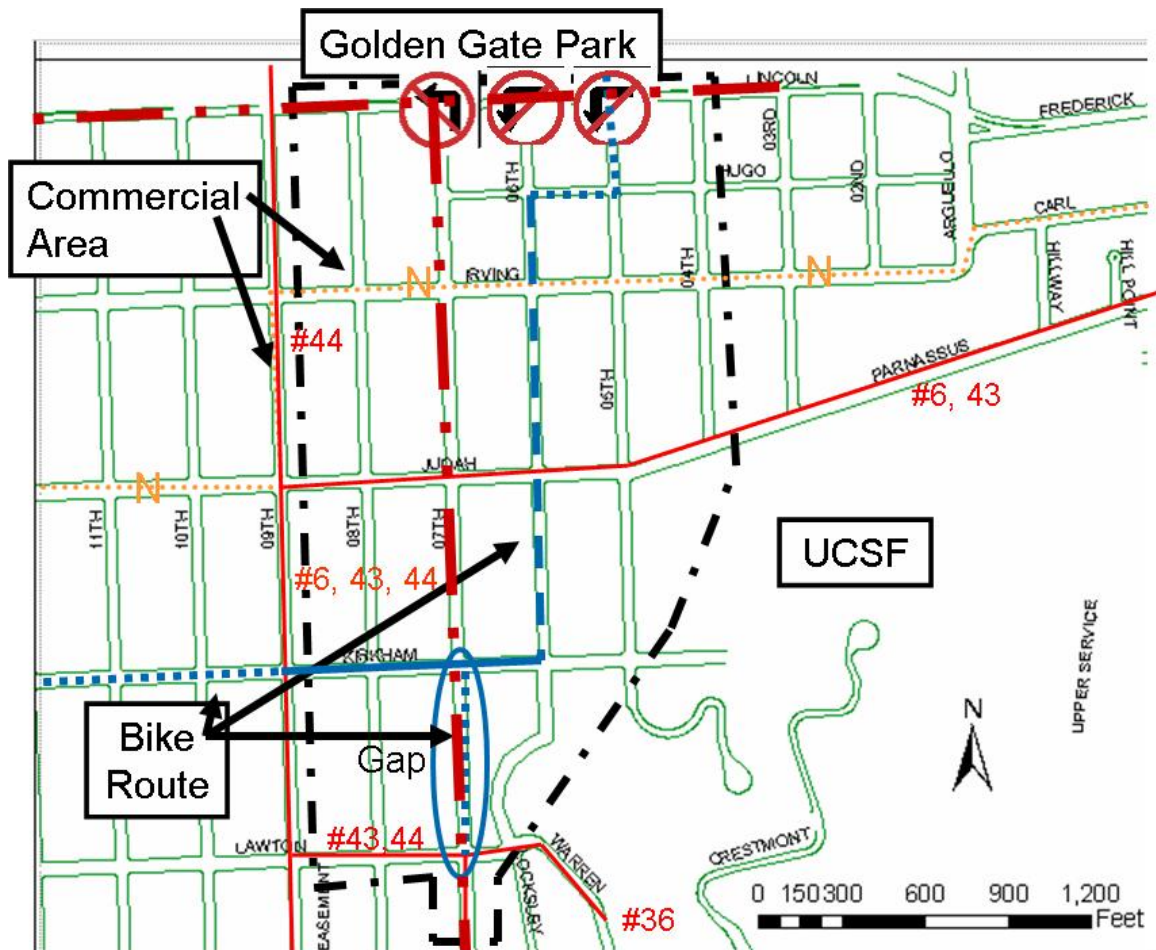 Golden Gate Park
LINCOLN
FREDERICK
03RD
02ND
ARGUELLO
06TH
HUGO
Commercial
Area
CARL
N
IRVING
04TH
N
HILLWAY
HILL POINT
#44
PARNASSUS
#6, 43
05TH
JUDAH
N
11TH
10TH
09TH
08TH
07TH
UCSF
#6, 43, 44
KIRKHAM
UPPER SERVICE
Bike
Route
Gap
N
LAWTON
#43,44
WARREN
CRESTMONT
EASEMENT
LOCKSLEY
#36
0 150 300 600 900 1,200
Feet